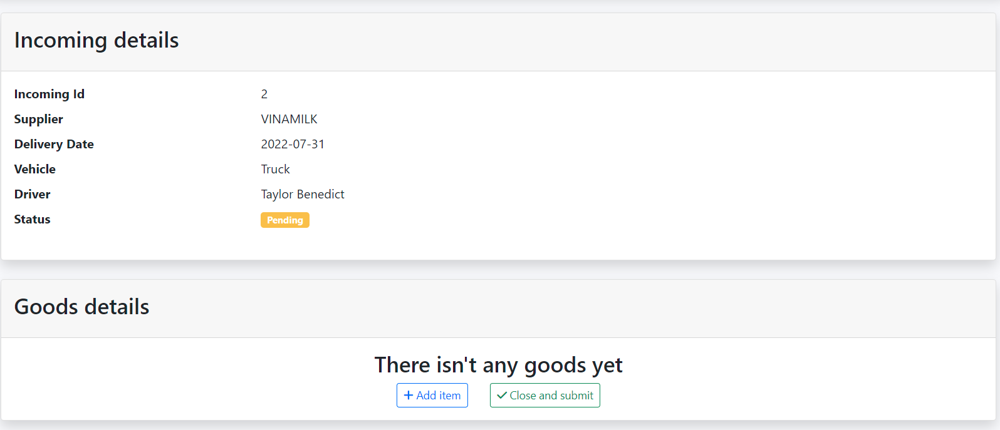 Incoming details
Incoming Id 2
Supplier VINAMILK
Delivery Date 2022-07-31
Vehicle Truck
Driver Taylor Benedict
Status Pending
Goods details
There isn't any goods yet
Add item Close and submit